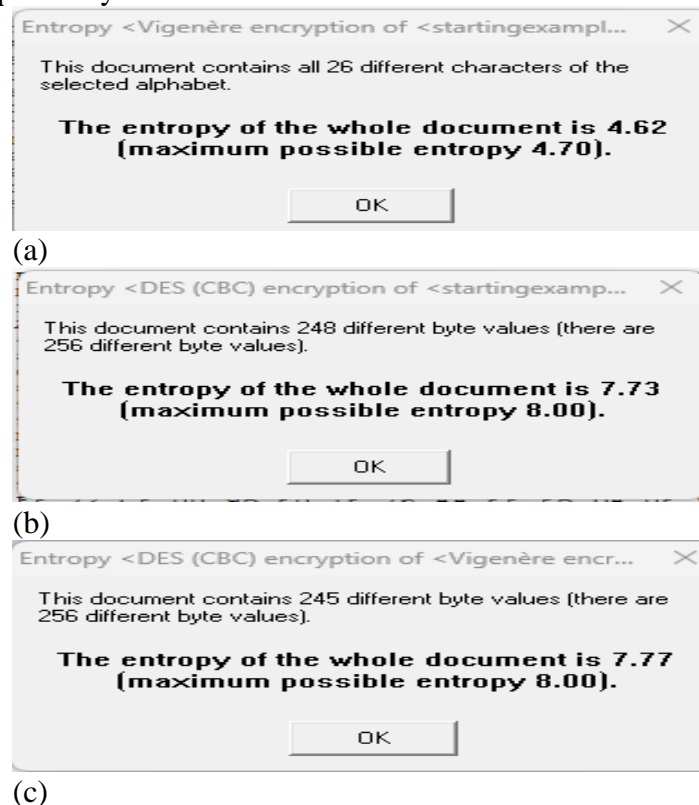 Entropy <Vigenère encryption of <startingexampl...
This document contains all 26 different characters of the
selected alphabet.
The entropy of the whole document is 4.62
(maximum possible entropy 4.70).
OK
(a)
Entropy <DES (CBC) encryption of <startingexamp...
This document contains 248 different byte values (there are
256 different byte values).
The entropy of the whole document is 7.73
(maximum possible entropy 8.00).
OK
(b)
Entropy <DES (CBC) encryption of <Vigenère encr...
This document contains 245 different byte values (there are
256 different byte values).
The entropy of the whole document is 7.77
(maximum possible entropy 8.00).
OK
(c)